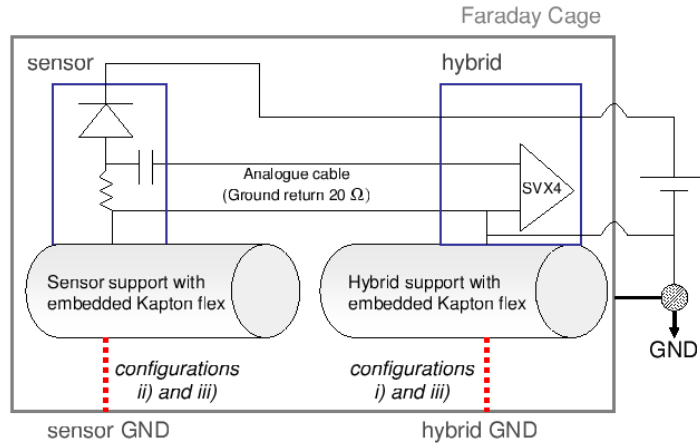 Faraday Cage
sensor
hybrid
Analogue cable
(Ground return 20 Ω)
SVX4
Sensor support with
embedded Kapton flex
Hybrid support with
embedded Kapton flex
GND
configurations
ii) and iii)
configurations
i) and iii)
sensor GND
hybrid GND